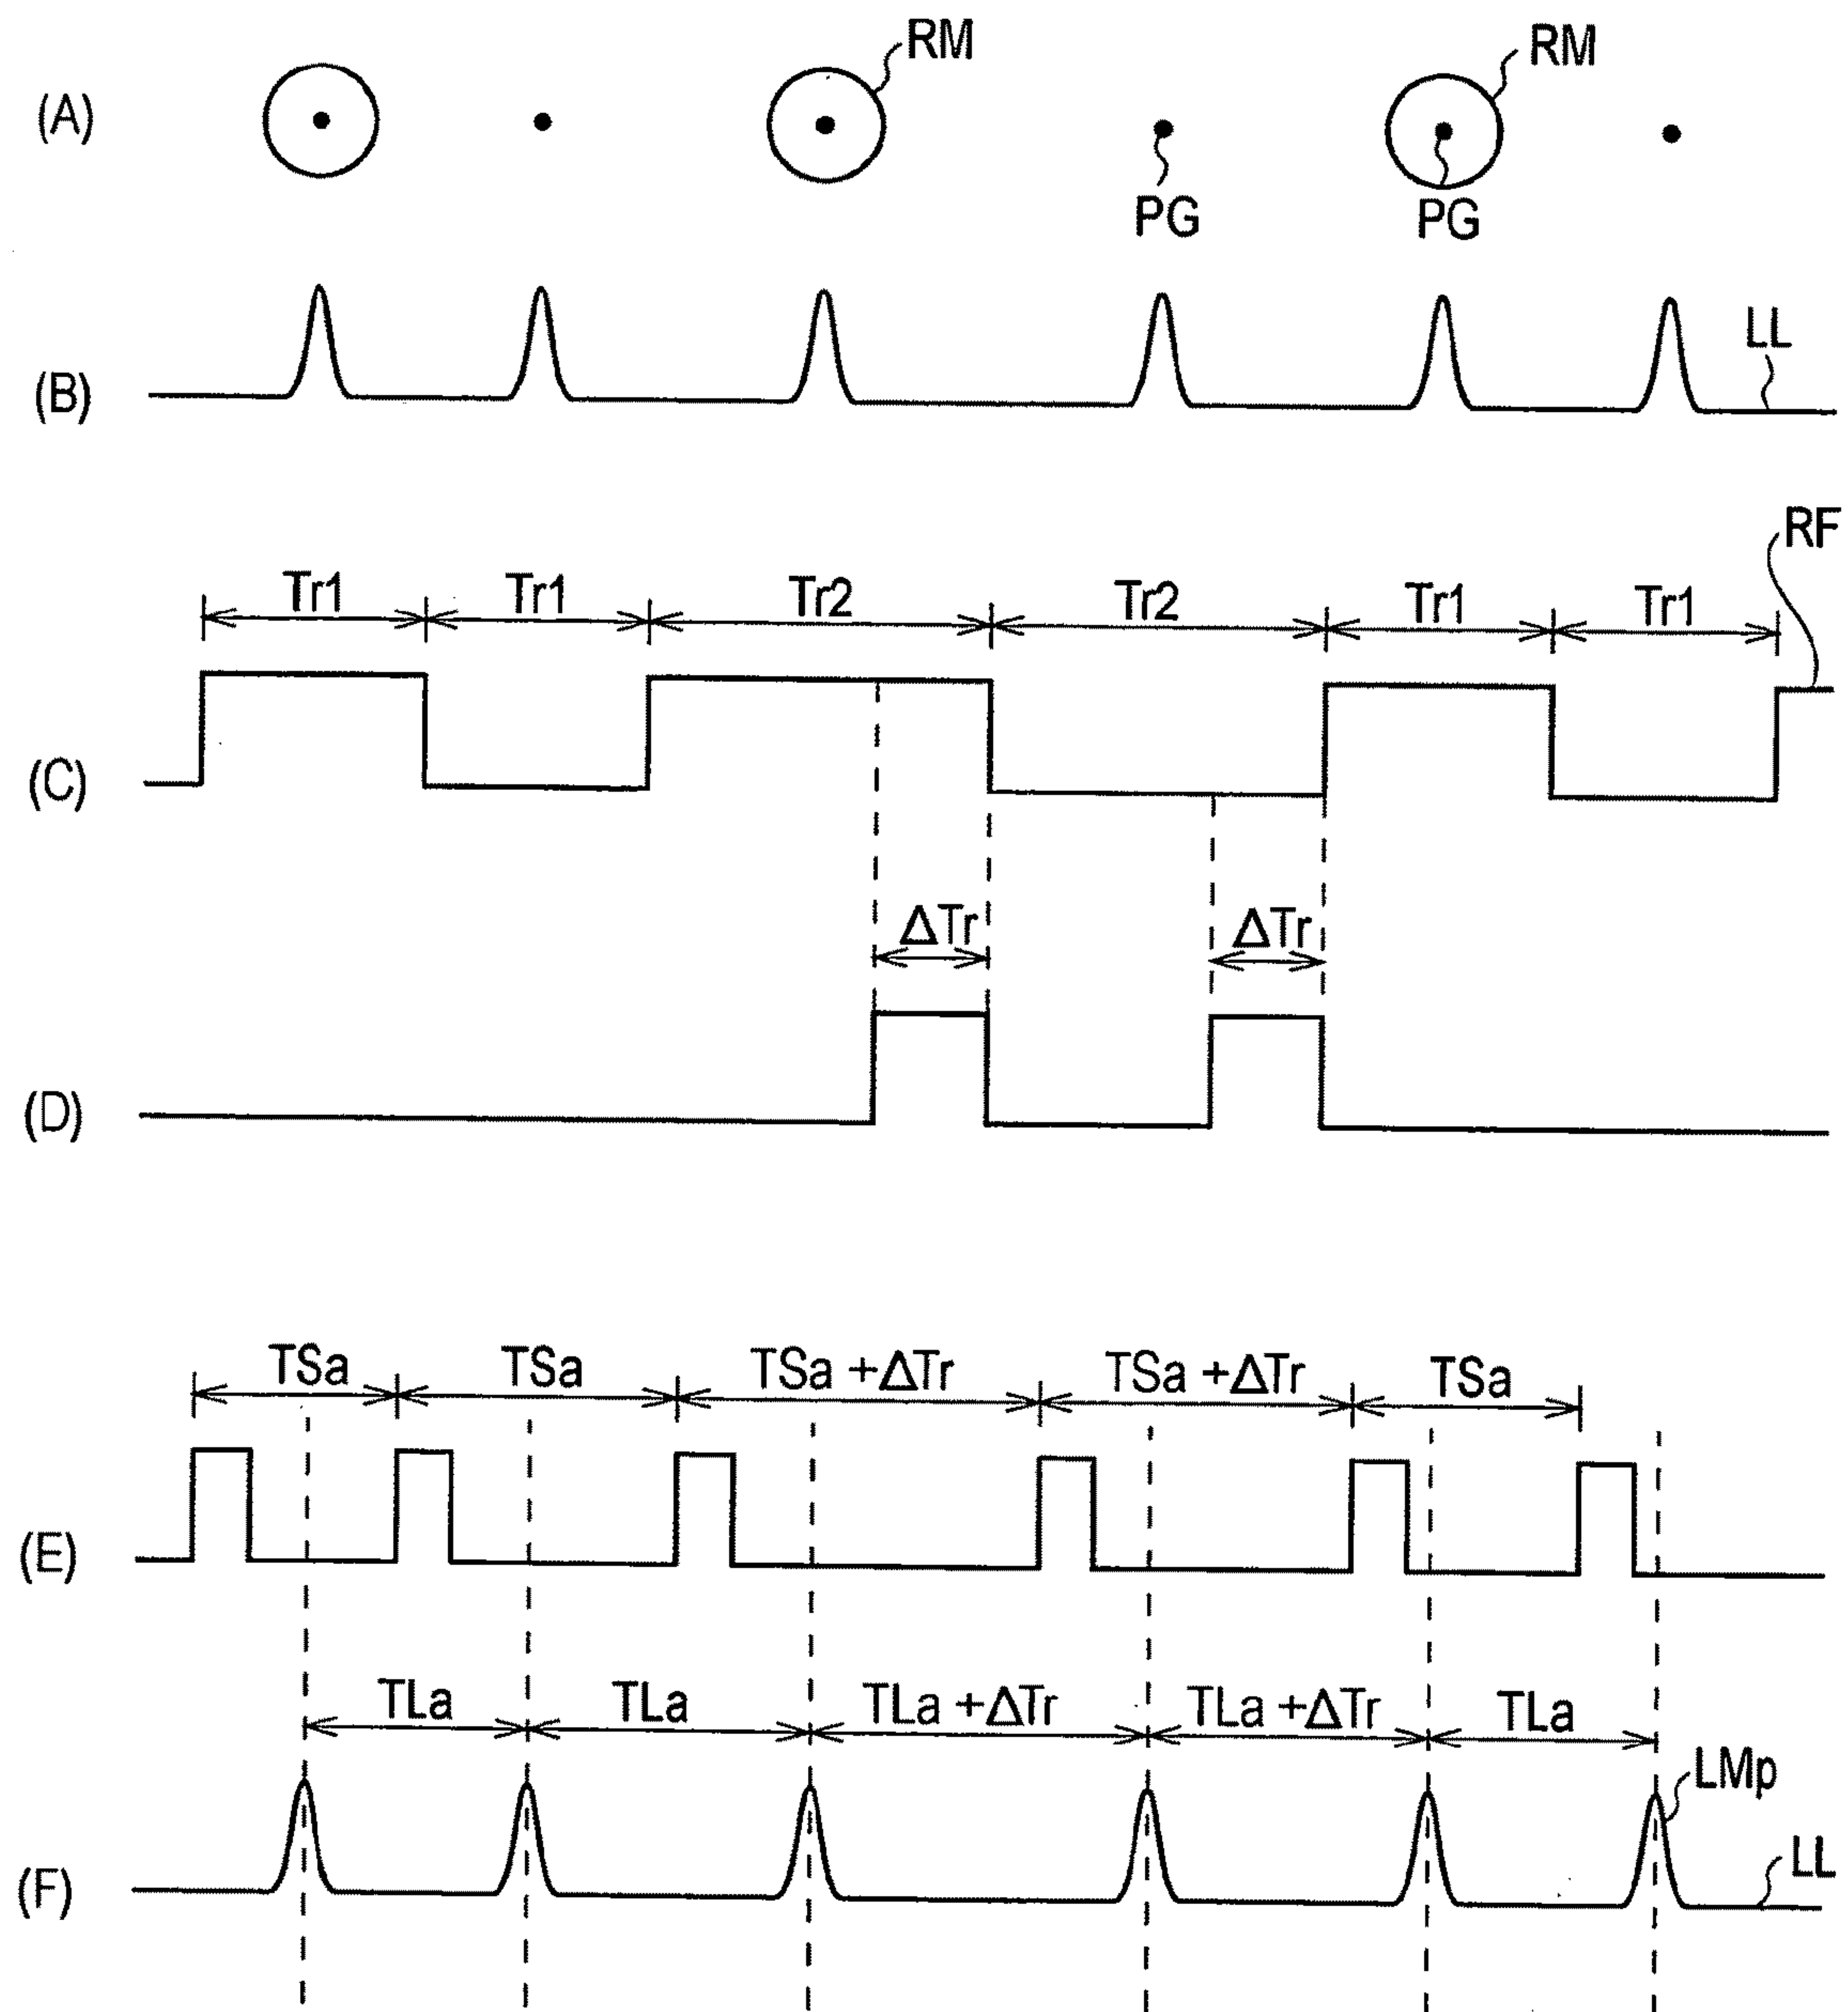 RM
RM
(A)
PG
PG
LL
(B)
RF
Tr1 Tr1 Tr2 Tr2 Tr1 Tr1
(C)
ΔTr ΔTr
(D)
TSa TSa TSa +ΔTr TSa +ΔTr TSa
(E)
TLa TLa TLa +ΔTr TLa +ΔTr TLa
LMp
LL
(F)